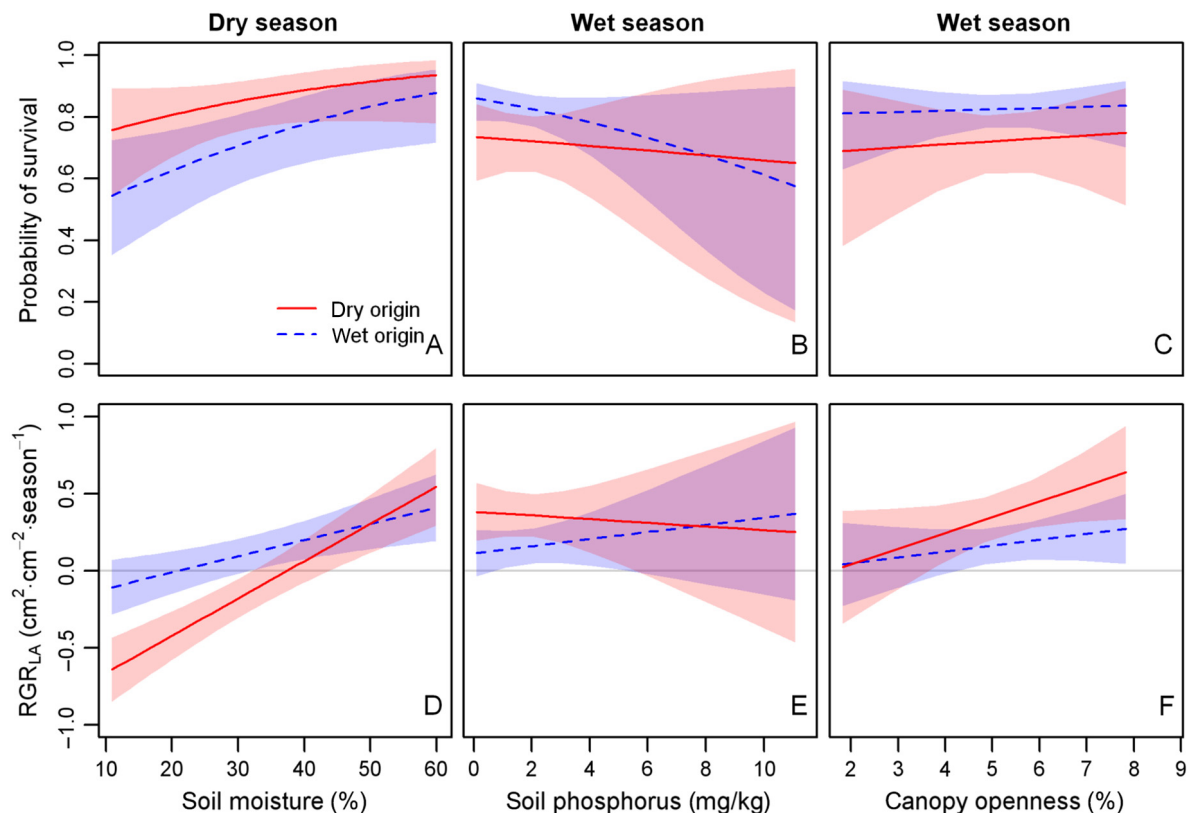 Dry season
Wet season
Wet season
Probability of survival
0.0 0.2 0.4 0.6 0.8 1.0
Dry origin
Wet origin
A
B
C
RGR_LA (cm²·cm⁻²·season⁻¹)
−1.0 −0.5 0.0 0.5 1.0
D
E
F
10 20 30 40 50 60
0 2 4 6 8 10
2 3 4 5 6 7 8 9
Soil moisture (%)
Soil phosphorus (mg/kg)
Canopy openness (%)